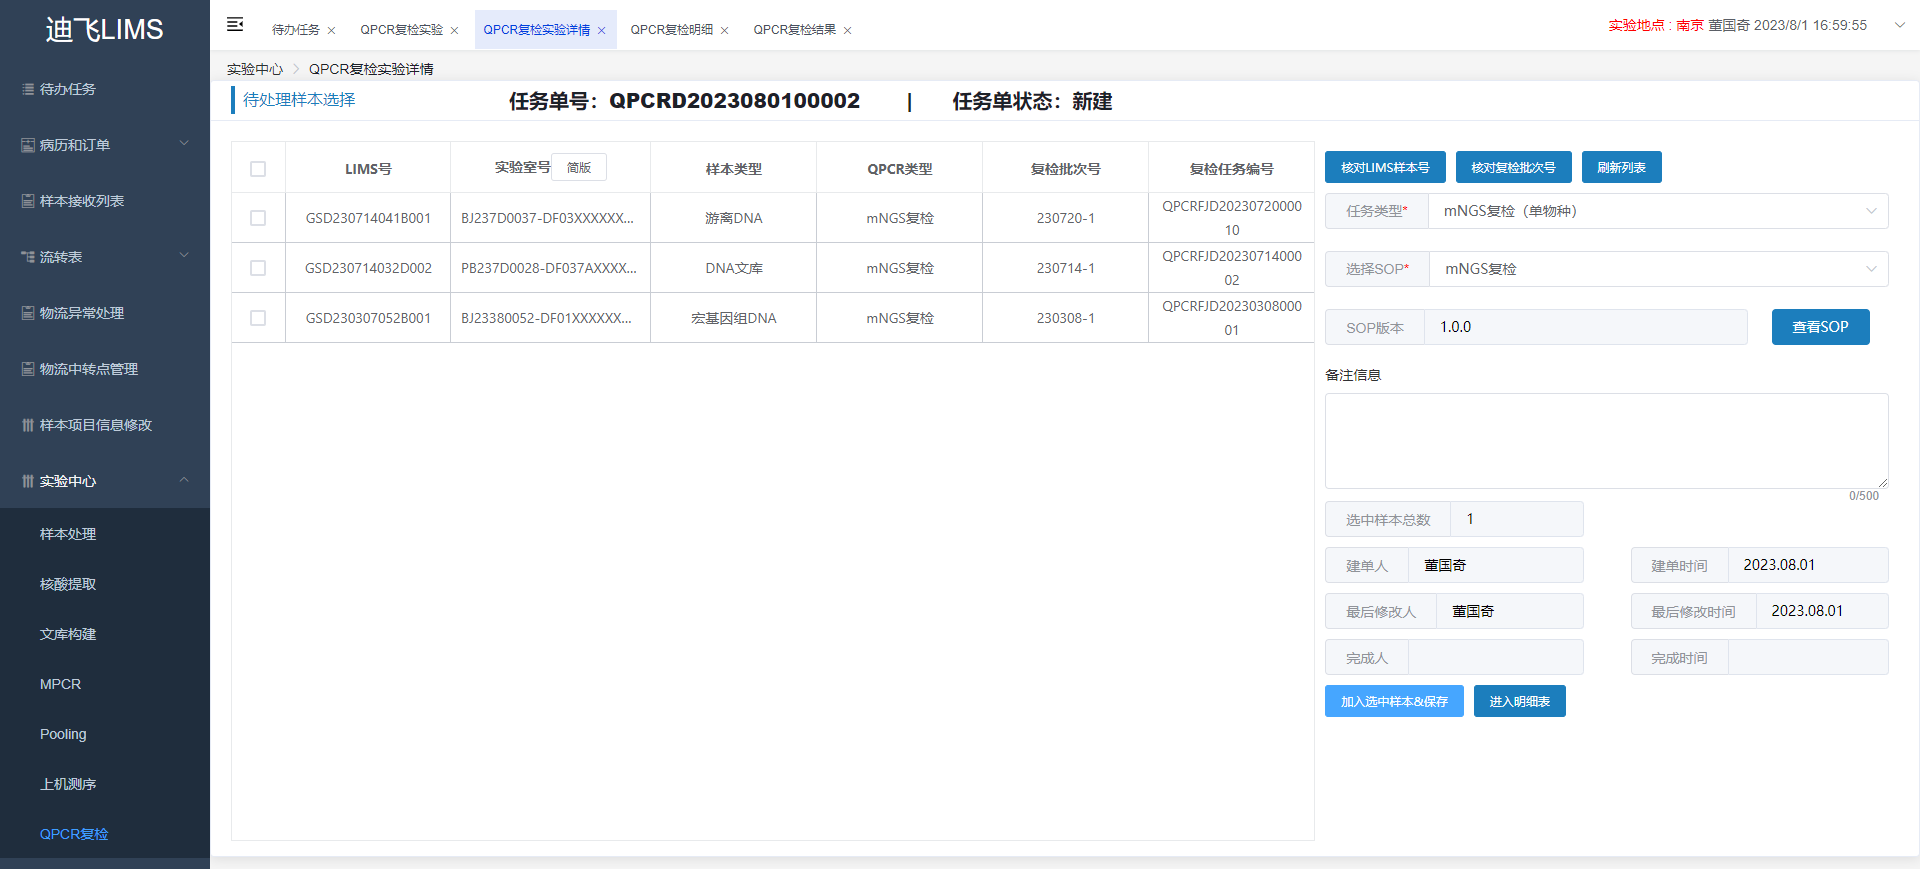 迪飞LIMS
待办任务
病历和订单
样本接收列表
流转表
物流异常处理
物流中转点管理
样本项目信息修改
实验中心
样本处理
核酸提取
文库构建
MPCR
Pooling
上机测序
QPCR复检
待办任务 × QPCR复检实验 × QPCR复检实验详情 × QPCR复检明细 × QPCR复检结果 ×
实验地点 : 南京 董国奇 2023/8/1 16:59:55
实验中心 > QPCR复检实验详情
待处理样本选择 任务单号：QPCRD2023080100002 | 任务单状态：新建
LIMS号 实验室号 简版 样本类型 QPCR类型 复检批次号 复检任务编号
GSD230714041B001 BJ237D0037-DF03XXXXXX... 游离DNA mNGS复检 230720-1 QPCRFJD20230720000
10
GSD230714032D002 PB237D0028-DF037AXXXX... DNA文库 mNGS复检 230714-1 QPCRFJD20230714000
02
GSD230307052B001 BJ23380052-DF01XXXXXX... 宏基因组DNA mNGS复检 230308-1 QPCRFJD20230308000
01
核对LIMS样本号 核对复检批次号 刷新列表
任务类型* mNGS复检（单物种）
选择SOP* mNGS复检
SOP版本 1.0.0 查看SOP
备注信息
0/500
选中样本总数 1
建单人 董国奇 建单时间 2023.08.01
最后修改人 董国奇 最后修改时间 2023.08.01
完成人 完成时间
加入选中样本&保存 进入明细表